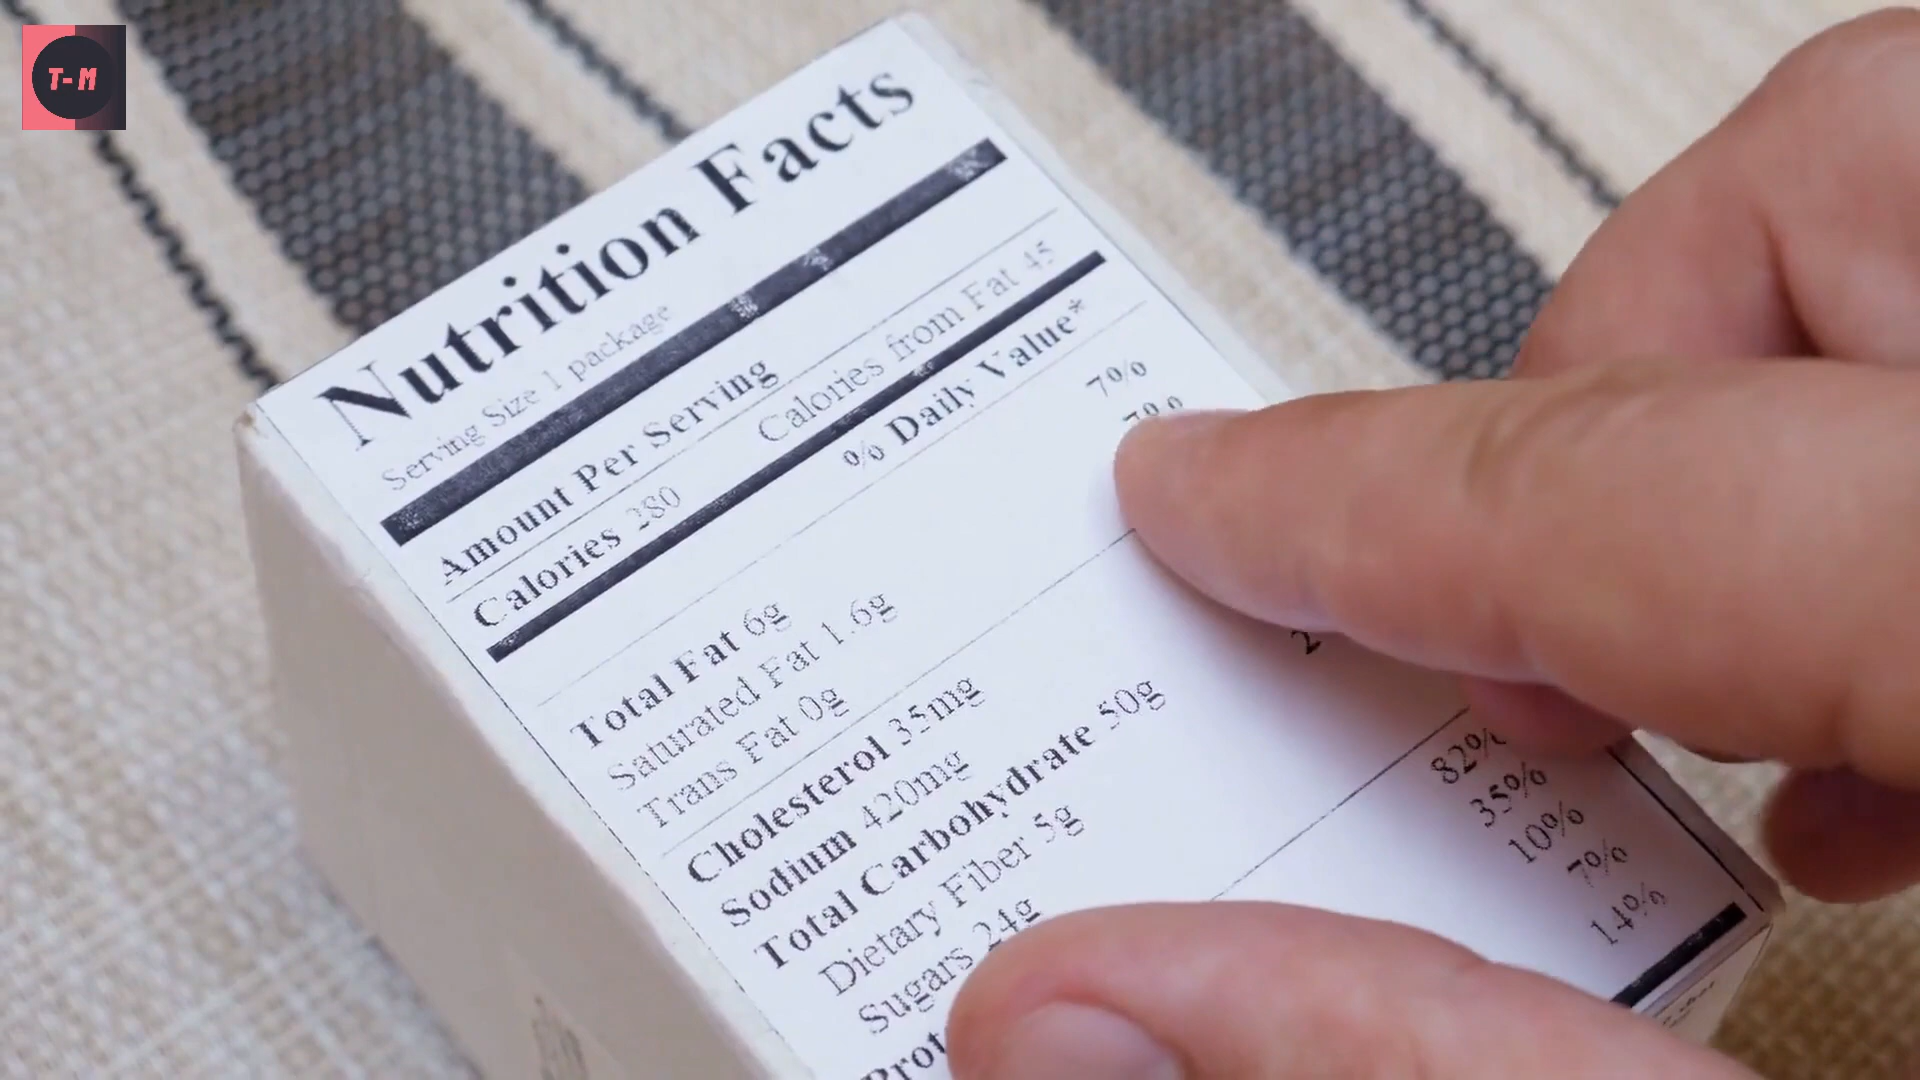 T-M
Nutrition Facts
Serving Size 1 package
Amount Per Serving
Calories 280 Calories from Fat 45
% Daily Value*
Total Fat 6g 7%
Saturated Fat 1.6g 7%
Trans Fat 0g
Cholesterol 35mg
Sodium 420mg
Total Carbohydrate 50g
Dietary Fiber 5g
Sugars 24g
82%
35%
10%
7%
14%